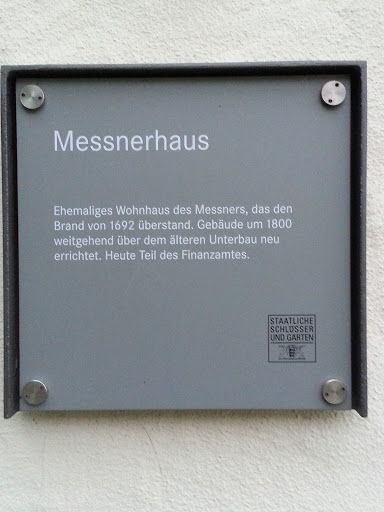 Messnerhaus
Ehemaliges Wohnhaus des Messners, das den
Brand von 1692 überstand. Gebäude um 1800
weitgehend über dem älteren Unterbau neu
errichtet. Heute Teil des Finanzamtes.
STAATLICHE
SCHLÖSSER
UND GÄRTEN